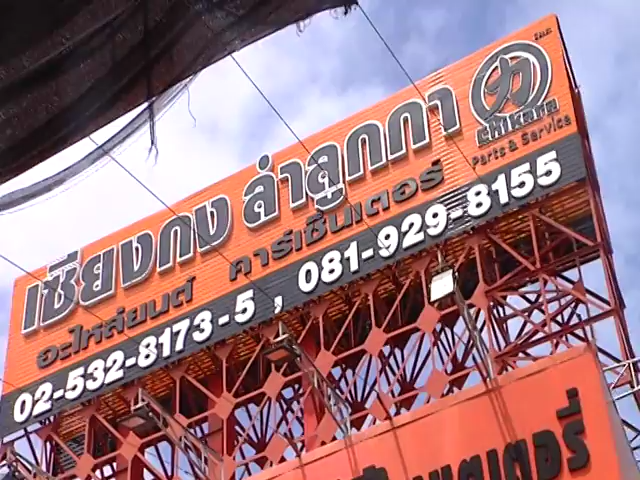 เชียงกง ลำลูกกา
CHIKARA
Parts & Service
อะไหล่ยนต์ คาร์เซ็นเตอร์
02-532-8173-5 , 081-929-8155